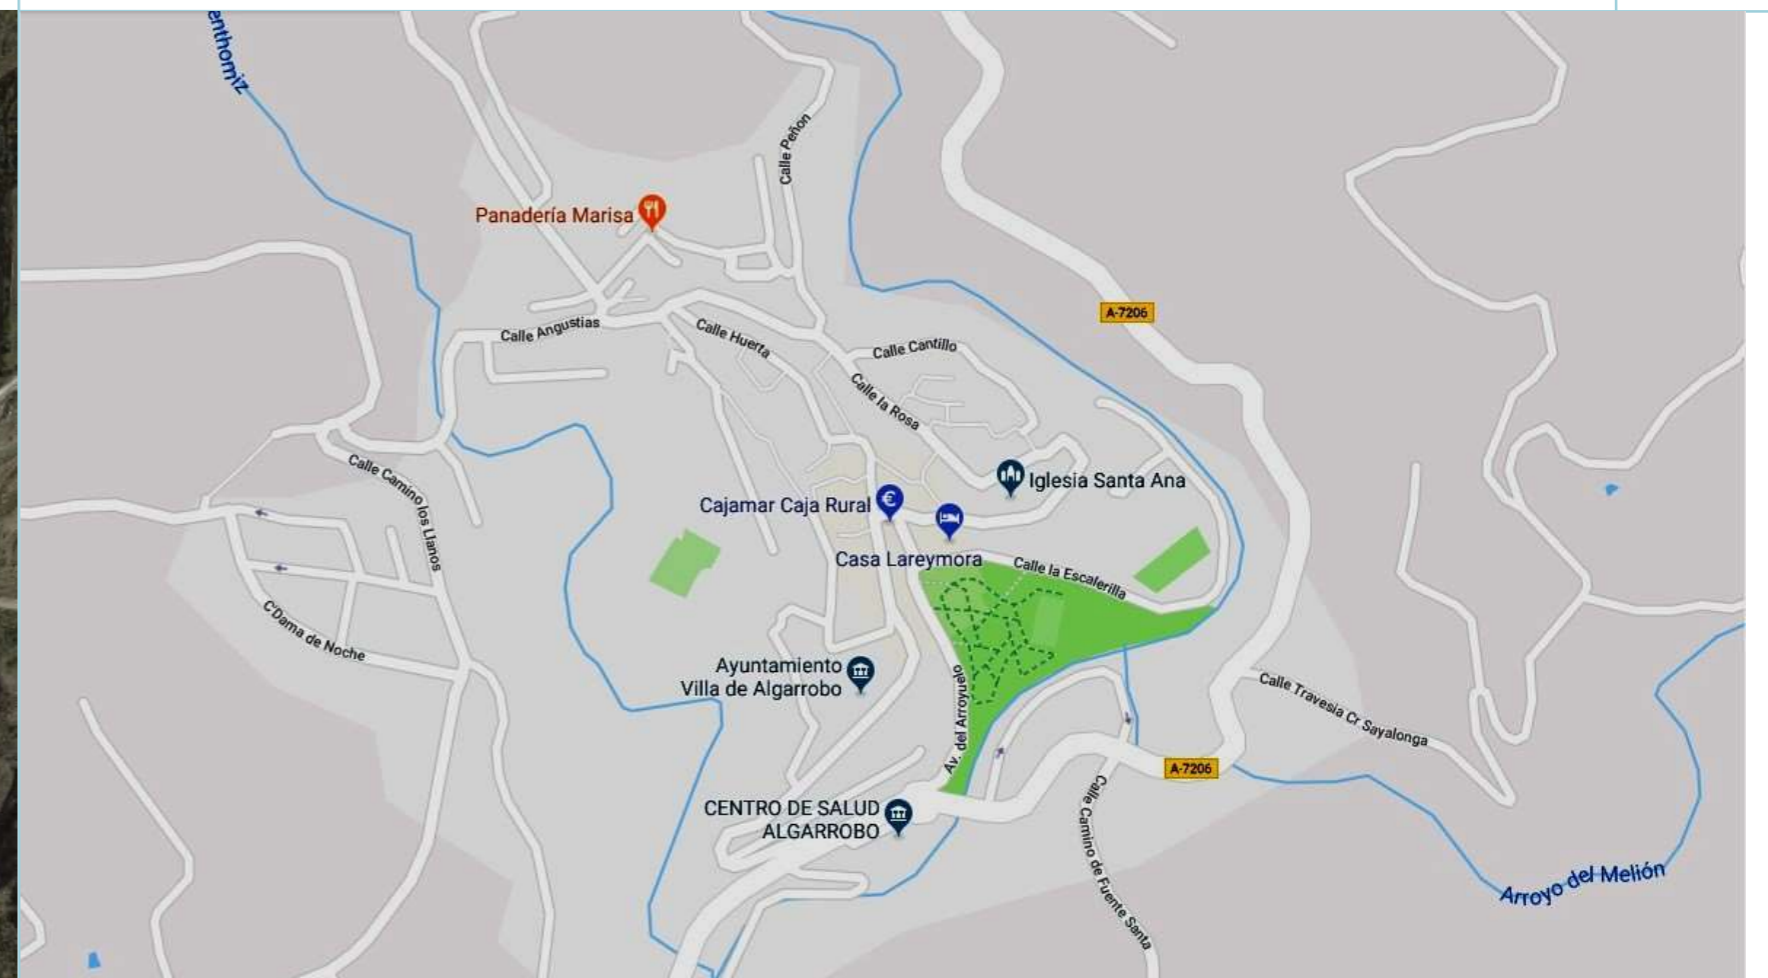 enthomiz
Calle Peñon
Panadería Marisa
A-7206
Calle Angustias
Calle Huerta
Calle Cantillo
Calle la Rosa
Calle Camino los Llanos
Iglesia Santa Ana
Cajamar Caja Rural
€
Casa Lareymora
Calle la Escalerilla
C'Dama de Noche
Ayuntamiento
Villa de Algarrobo
Av. del Arroyuelo
Calle Travesia Cr Sayalonga
A-7206
CENTRO DE SALUD
ALGARROBO
Calle Camino de Fuente Santa
Arroyo del Melión